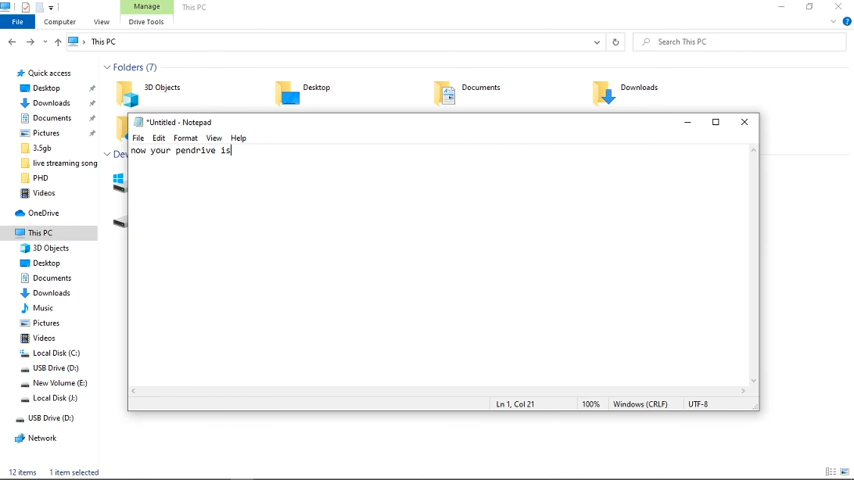 Manage
This PC
File
Computer
View
Drive Tools
This PC
Search This PC
Quick access
Desktop
Downloads
Documents
Pictures
3.5gb
live streaming song
PHD
Videos
OneDrive
This PC
3D Objects
Desktop
Documents
Downloads
Music
Pictures
Videos
Local Disk (C:)
USB Drive (D:)
New Volume (E:)
Local Disk (J:)
USB Drive (D:)
Network
Folders (7)
3D Objects
Desktop
Documents
Downloads
Dev
*Untitled - Notepad
File Edit Format View Help
now your pendrive is
Ln 1, Col 21
100%
Windows (CRLF)
UTF-8
12 items
1 item selected